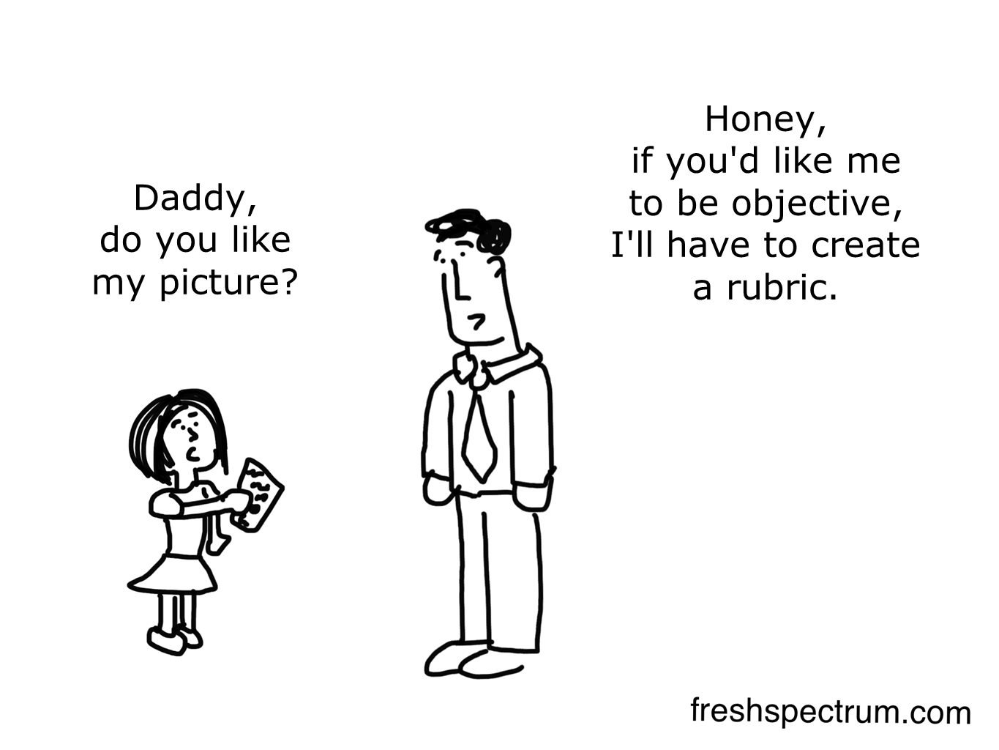 Daddy,
do you like
my picture?
Honey,
if you'd like me
to be objective,
I'll have to create
a rubric.
freshspectrum.com